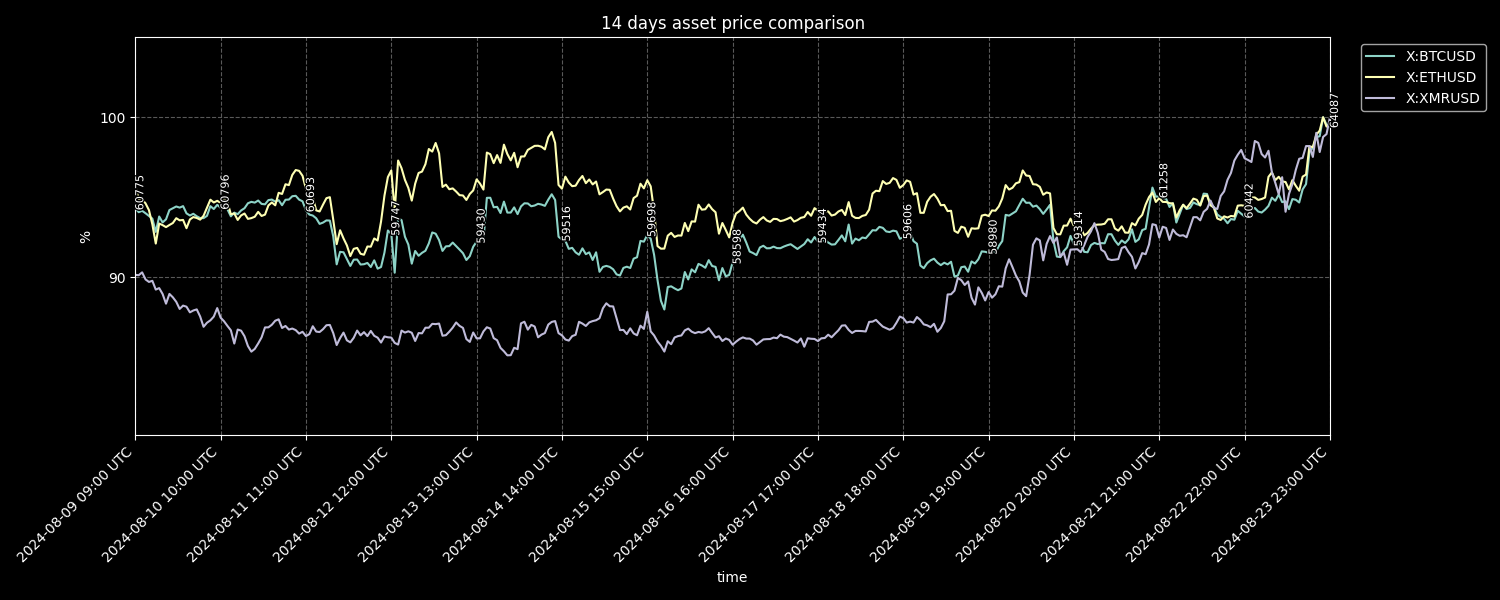 14 days asset price comparison
X:BTCUSD
X:ETHUSD
X:XMRUSD
%
100
90
60775
60796
60693
59747
59430
59516
59698
58598
59434
59606
58980
59314
61258
60442
64087
2024-08-09 09:00 UTC
2024-08-10 10:00 UTC
2024-08-11 11:00 UTC
2024-08-12 12:00 UTC
2024-08-13 13:00 UTC
2024-08-14 14:00 UTC
2024-08-15 15:00 UTC
2024-08-16 16:00 UTC
2024-08-17 17:00 UTC
2024-08-18 18:00 UTC
2024-08-19 19:00 UTC
2024-08-20 20:00 UTC
2024-08-21 21:00 UTC
2024-08-22 22:00 UTC
2024-08-23 23:00 UTC
time